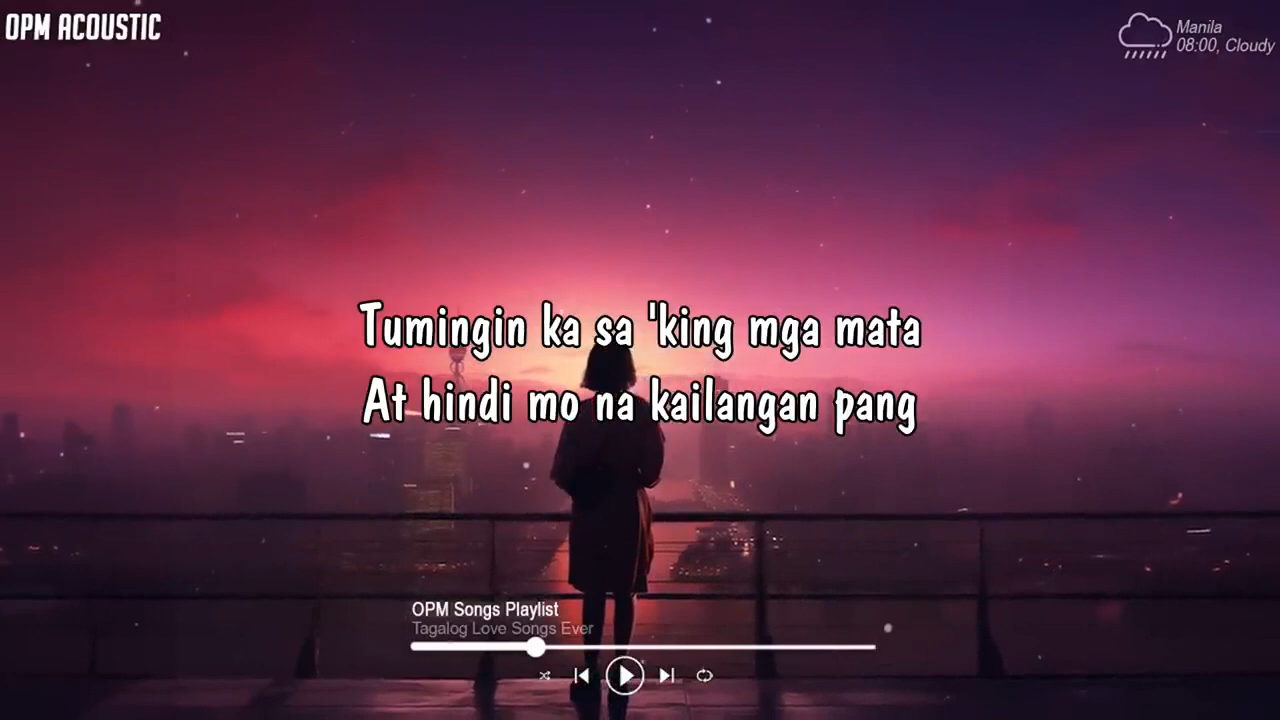 OPM ACOUSTIC
Manila
08:00, Cloudy
Tumingin ka sa 'king mga mata
At hindi mo na kailangan pang
OPM Songs Playlist
Tagalog Love Songs Ever